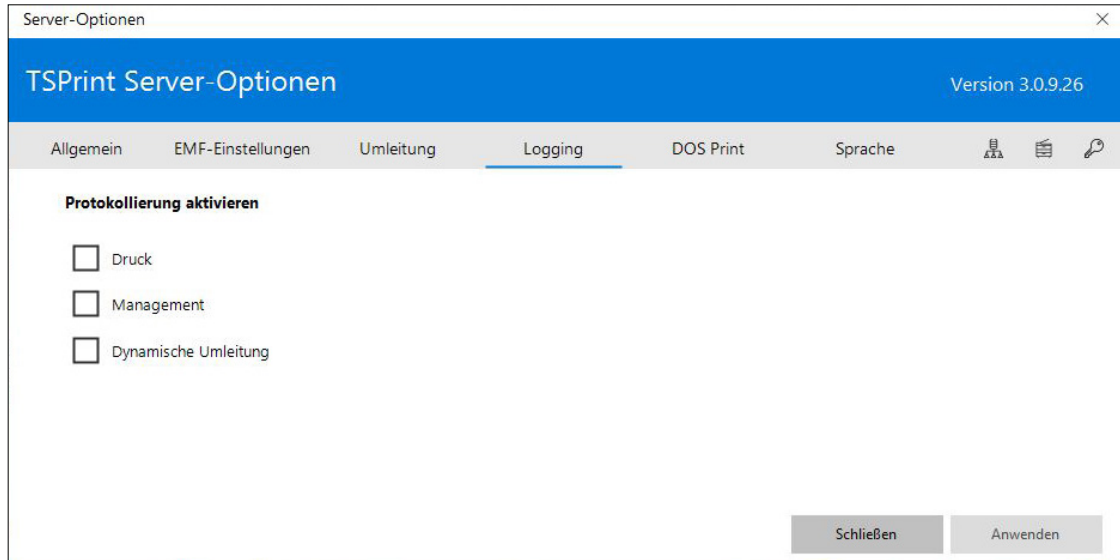 Server-Optionen
TSPrint Server-Optionen
Version 3.0.9.26
Allgemein EMF-Einstellungen Umleitung Logging DOS Print Sprache
Protokollierung aktivieren
Druck
Management
Dynamische Umleitung
Schließen Anwenden